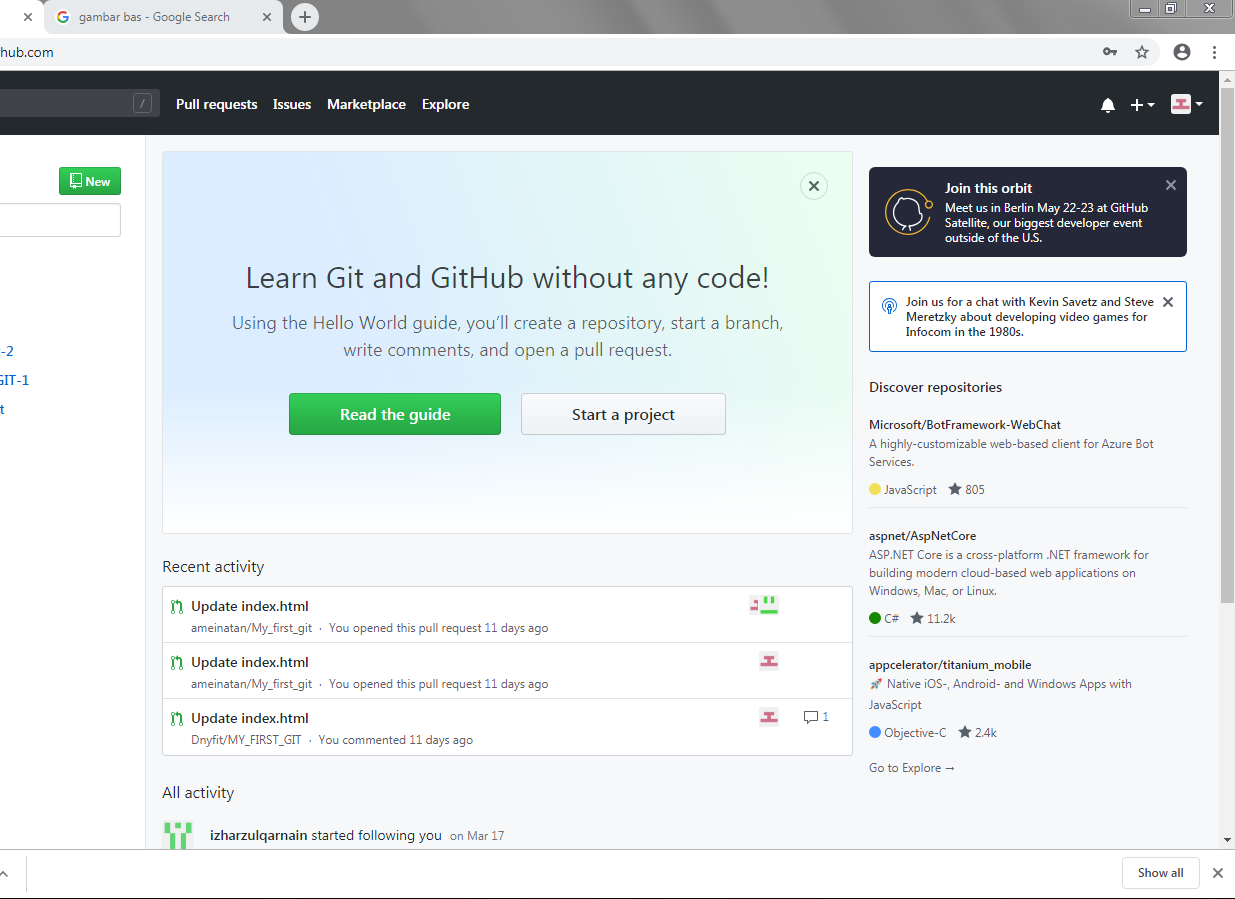 gambar bas - Google Search
hub.com
/
Pull requests Issues Marketplace Explore
New
-2
GIT-1
t
Learn Git and GitHub without any code!
Using the Hello World guide, you’ll create a repository, start a branch,
write comments, and open a pull request.
Read the guide
Start a project
Recent activity
Update index.html
ameinatan/My_first_git · You opened this pull request 11 days ago
Update index.html
ameinatan/My_first_git · You opened this pull request 11 days ago
Update index.html
1
Dnyfit/MY_FIRST_GIT · You commented 11 days ago
All activity
izharzulqarnain started following you on Mar 17
Join this orbit
Meet us in Berlin May 22-23 at GitHub
Satellite, our biggest developer event
outside of the U.S.
Join us for a chat with Kevin Savetz and Steve
Meretzky about developing video games for
Infocom in the 1980s.
Discover repositories
Microsoft/BotFramework-WebChat
A highly-customizable web-based client for Azure Bot
Services.
JavaScript 805
aspnet/AspNetCore
ASP.NET Core is a cross-platform .NET framework for
building modern cloud-based web applications on
Windows, Mac, or Linux.
C# 11.2k
appcelerator/titanium_mobile
🚀 Native iOS-, Android- and Windows Apps with
JavaScript
Objective-C 2.4k
Go to Explore →
Show all